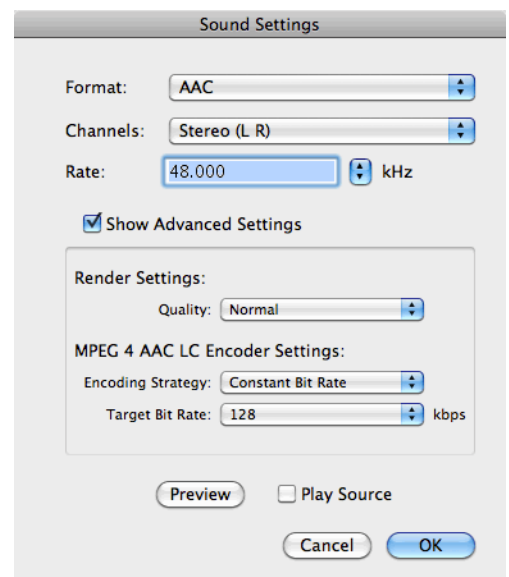 Sound Settings
Format: AAC
Channels: Stereo (L R)
Rate: 48.000 kHz
Show Advanced Settings
Render Settings:
Quality: Normal
MPEG 4 AAC LC Encoder Settings:
Encoding Strategy: Constant Bit Rate
Target Bit Rate: 128 kbps
Preview Play Source
Cancel OK